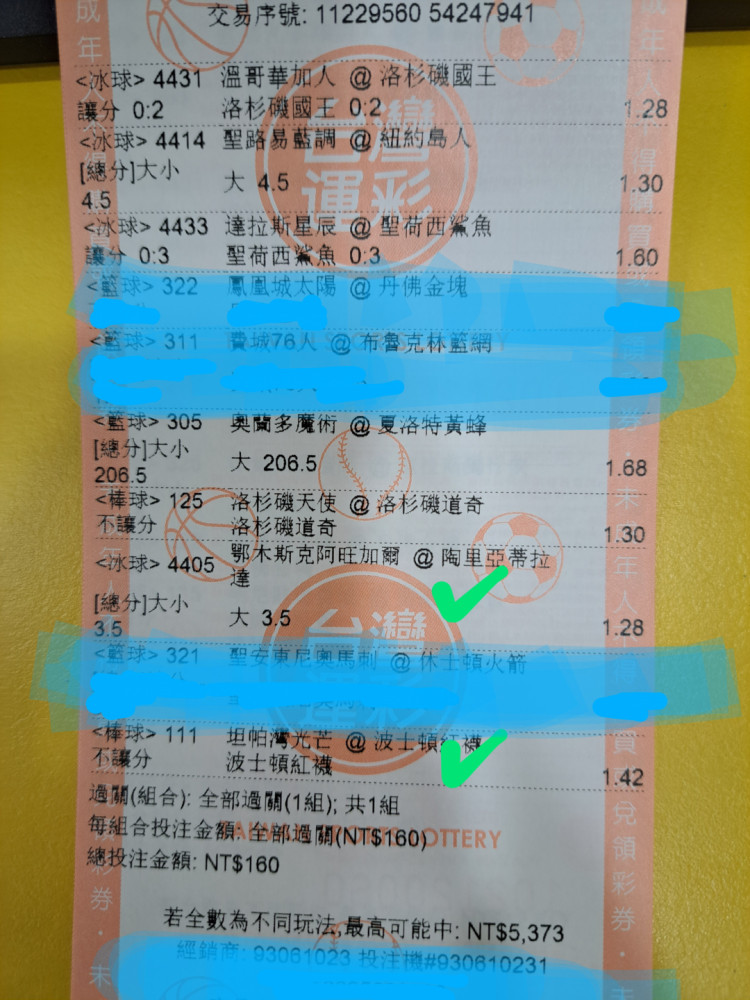 交易序號: 11229560 54247941
<冰球> 4431 溫哥華加人 @ 洛杉磯國王
讓分 0:2 洛杉磯國王 0:2 1.28
<冰球> 4414 聖路易藍調 @ 紐約島人
[總分]大小
4.5 大 4.5 1.30
<冰球> 4433 達拉斯星辰 @ 聖荷西鯊魚
讓分 0:3 聖荷西鯊魚 0:3 1.60
<籃球> 322 鳳凰城太陽 @ 丹佛金塊
<籃球> 311 費城76人 @ 布魯克林籃網
<籃球> 305 奧蘭多魔術 @ 夏洛特黃蜂
[總分]大小
206.5 大 206.5 1.68
<棒球> 125 洛杉磯天使 @ 洛杉磯道奇
不讓分 洛杉磯道奇 1.30
<冰球> 4405 鄂木斯克阿旺加爾 @ 陶里亞蒂拉
達
[總分]大小
3.5 大 3.5 1.28
<籃球> 321 聖安東尼奧馬刺 @ 休士頓火箭
<棒球> 111 坦帕灣光芒 @ 波士頓紅襪
不讓分 波士頓紅襪 1.42
過關(組合): 全部過關(1組); 共1組
每組合投注金額: 全部過關(NT$160)
總投注金額: NT$160
若全數為不同玩法,最高可能中: NT$5,373
經銷商: 93061023 投注機#930610231
台灣
運彩
台灣
LOTTERY